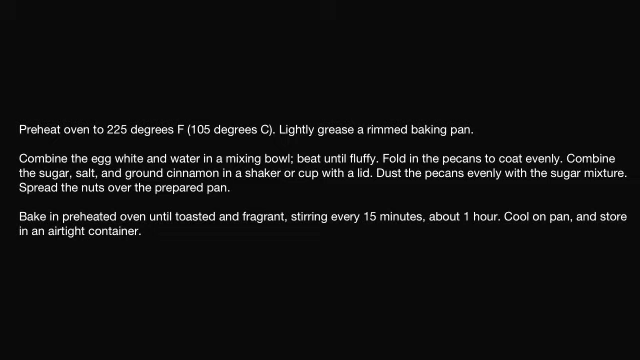 Preheat oven to 225 degrees F (105 degrees C). Lightly grease a rimmed baking pan.
Combine the egg white and water in a mixing bowl; beat until fluffy. Fold in the pecans to coat evenly. Combine
the sugar, salt, and ground cinnamon in a shaker or cup with a lid. Dust the pecans evenly with the sugar mixture.
Spread the nuts over the prepared pan.
Bake in preheated oven until toasted and fragrant, stirring every 15 minutes, about 1 hour. Cool on pan, and store
in an airtight container.